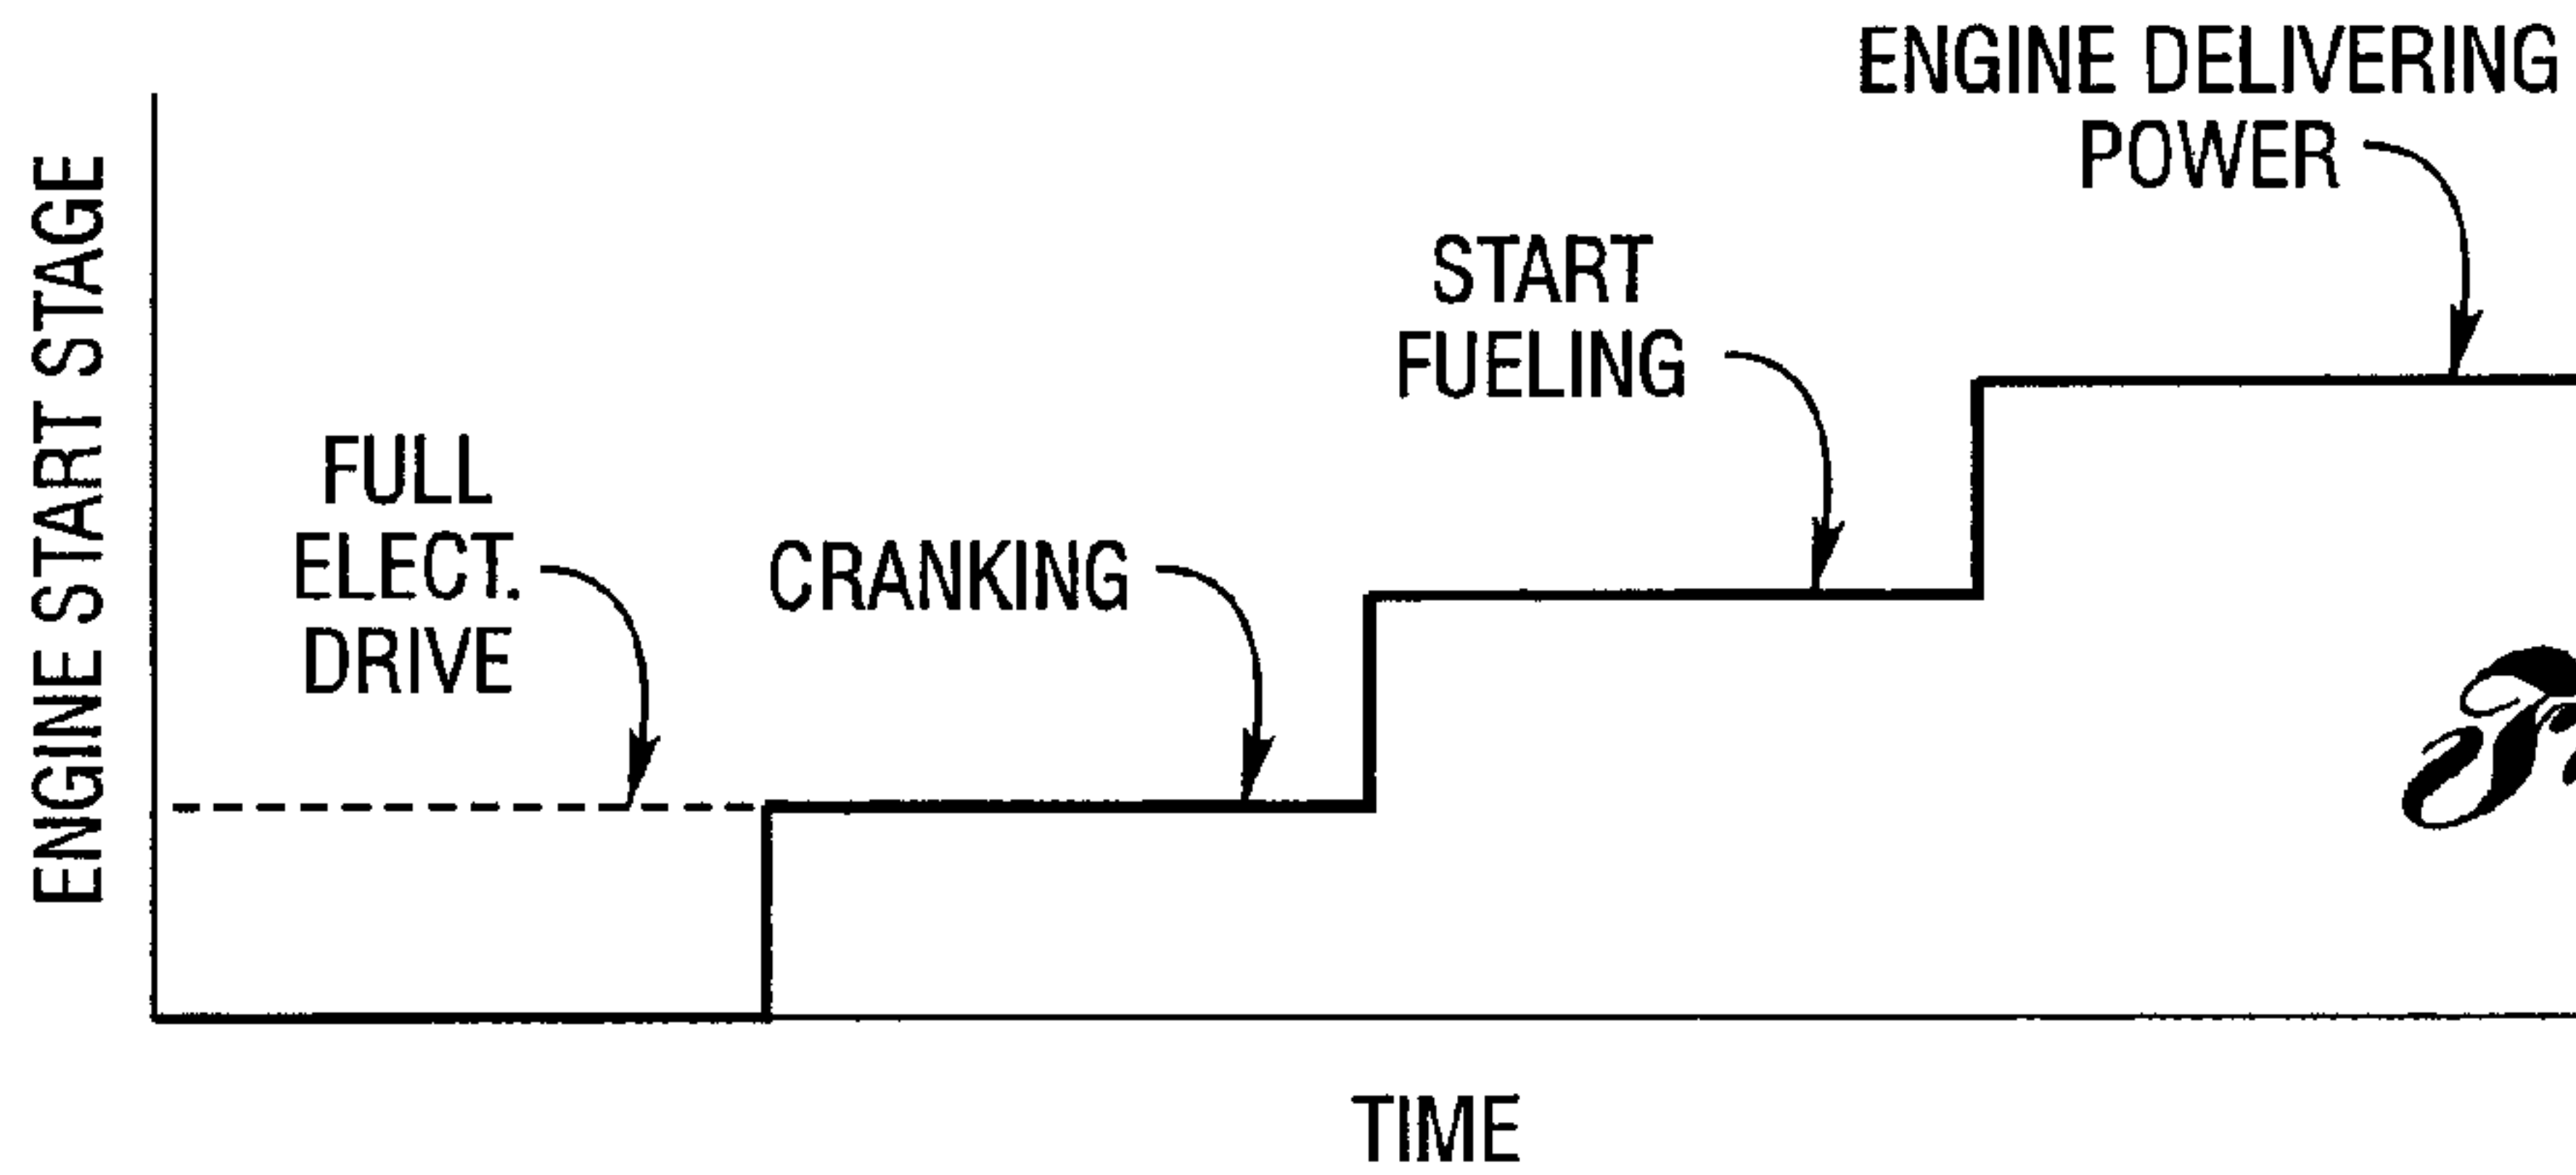 ENGINE DELIVERING
POWER
START
FUELING
FULL
ELECT.
DRIVE
CRANKING
ENGINE START STAGE
TIME